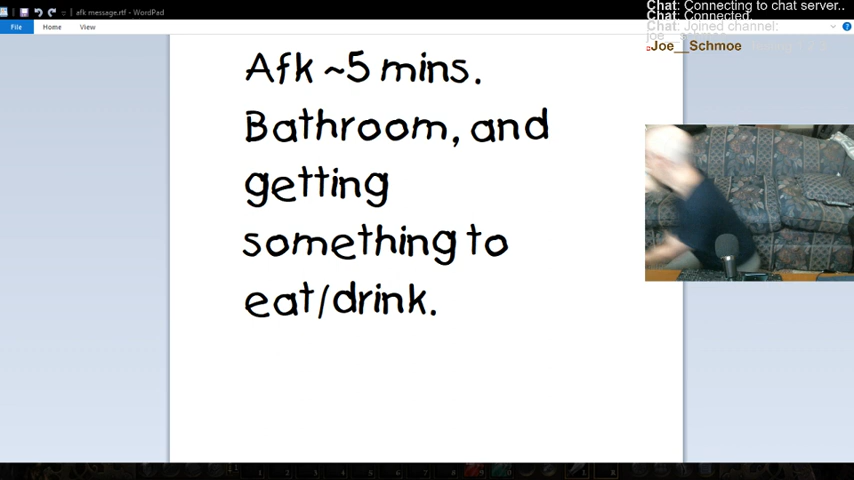 afk message.rtf - WordPad
File Home View
Afk ~5 mins.
Bathroom, and
getting
something to
eat/drink.
Chat: Connecting to chat server..
Chat: Connected.
Chat: Joined channel:
joe__schmoe
Joe__Schmoe